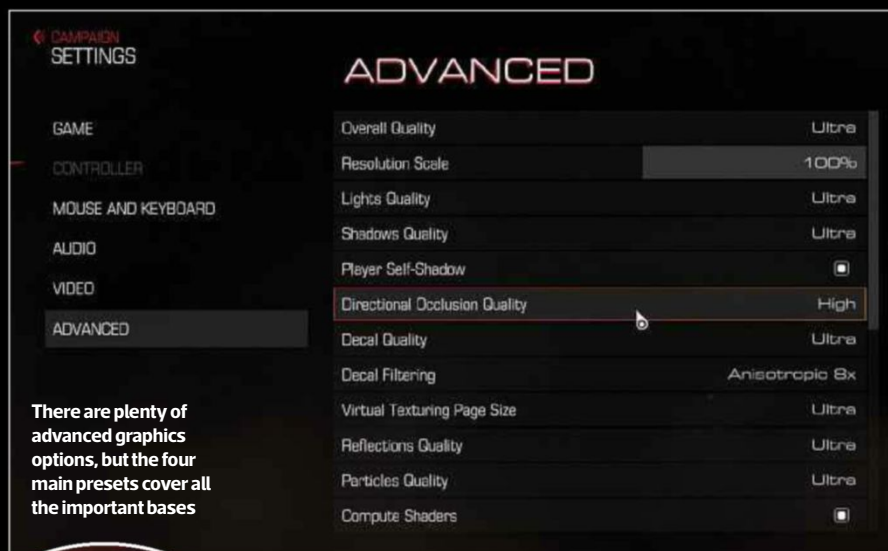 CAMPAIGN
SETTINGS
GAME
CONTROLLER
MOUSE AND KEYBOARD
AUDIO
VIDEO
ADVANCED
There are plenty of
advanced graphics
options, but the four
main presets cover all
the important bases
ADVANCED
Overall Quality Ultra
Resolution Scale 100%
Lights Quality Ultra
Shadows Quality Ultra
Player Self-Shadow
Directional Occlusion Quality High
Decal Quality Ultra
Decal Filtering Anisotropic 8x
Virtual Texturing Page Size Ultra
Reflections Quality Ultra
Particles Quality Ultra
Compute Shaders